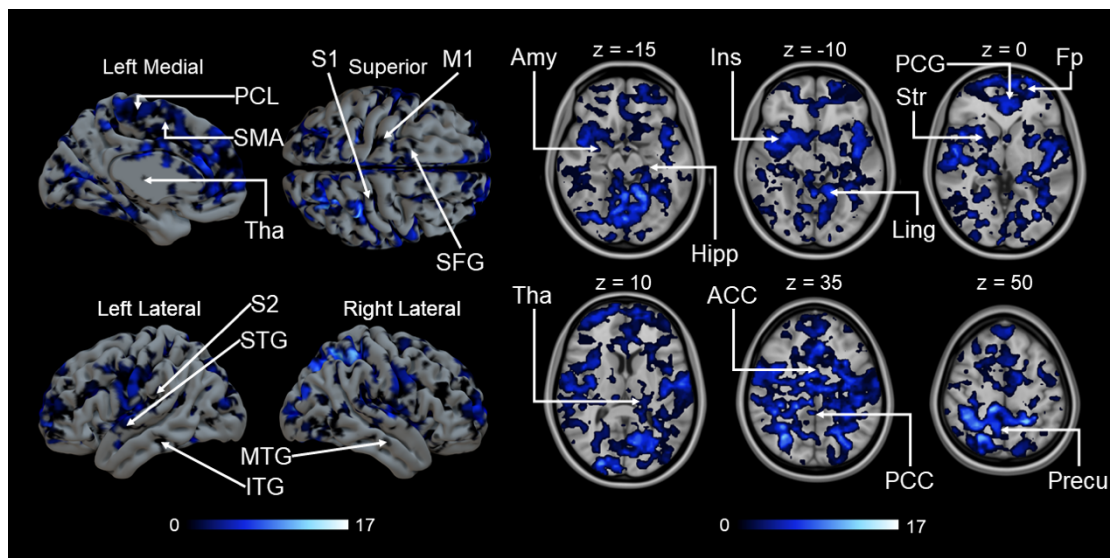 Left Medial
PCL
SMA
Tha
S1
Superior
M1
SFG
Left Lateral
S2
STG
ITG
Right Lateral
MTG
0
17
z = -15
Amy
Hipp
z = -10
Ins
Ling
z = 0
PCG
Fp
Str
z = 10
Tha
z = 35
ACC
PCC
z = 50
Precu
0
17